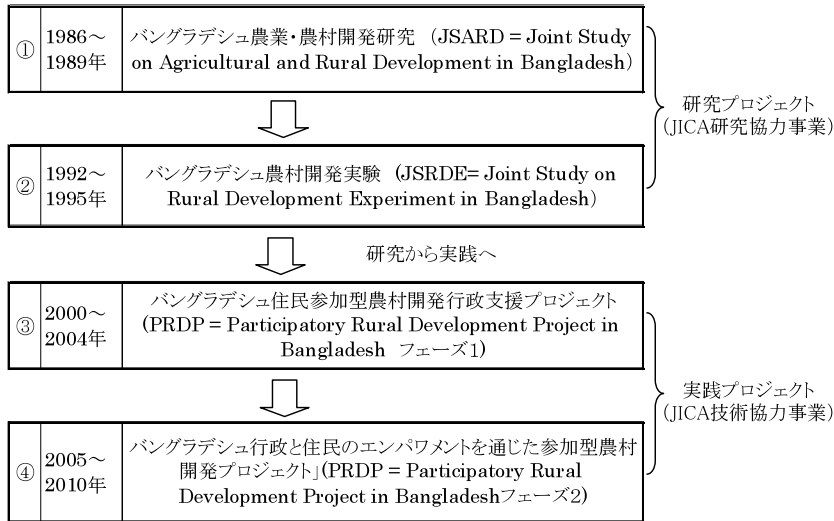 ① 1986～
1989年
バングラデシュ農業・農村開発研究 (JSARD = Joint Study
on Agricultural and Rural Development in Bangladesh)
研究プロジェクト
(JICA研究協力事業)
② 1992～
1995年
バングラデシュ農村開発実験 (JSRDE= Joint Study on
Rural Development Experiment in Bangladesh)
研究から実践へ
③ 2000～
2004年
バングラデシュ住民参加型農村開発行政支援プロジェクト
(PRDP = Participatory Rural Development Project in
Bangladesh フェーズ1)
実践プロジェクト
(JICA技術協力事業)
④ 2005～
2010年
バングラデシュ行政と住民のエンパワメントを通じた参加型農村
開発プロジェクト」(PRDP = Participatory Rural
Development Project in Bangladeshフェーズ2)